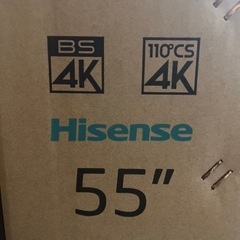 BS 4K
110°CS 4K
Hisense
55"